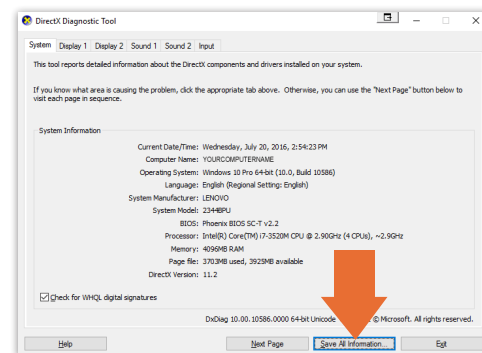 DirectX Diagnostic Tool
System Display 1 Display 2 Sound 1 Sound 2 Input
This tool reports detailed information about the DirectX components and drivers installed on your system.
If you know what area is causing the problem, click the appropriate tab above. Otherwise, you can use the "Next Page" button below to
visit each page in sequence.
System Information
Current Date/Time: Wednesday, July 20, 2016, 2:54:23 PM
Computer Name: YOURCOMPUTERNAME
Operating System: Windows 10 Pro 64-bit (10.0, Build 10586)
Language: English (Regional Setting: English)
System Manufacturer: LENOVO
System Model: 23448PU
BIOS: Phoenix BIOS SC-T v2.2
Processor: Intel(R) Core(TM) i7-3520M CPU @ 2.90GHz (4 CPUs), ~2.9GHz
Memory: 4096MB RAM
Page file: 3703MB used, 3925MB available
DirectX Version: 11.2
Check for WHQL digital signatures
DxDiag 10.00.10586.0000 64-bit Unicode © Microsoft. All rights reserved.
Help Next Page Save All Information... Exit